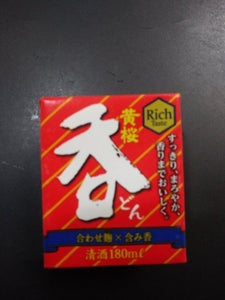 Rich
Taste
黄桜
呑
どん
すっきり、まろやか、
香りまでおいしく。
合わせ麹×含み香
清酒180ml